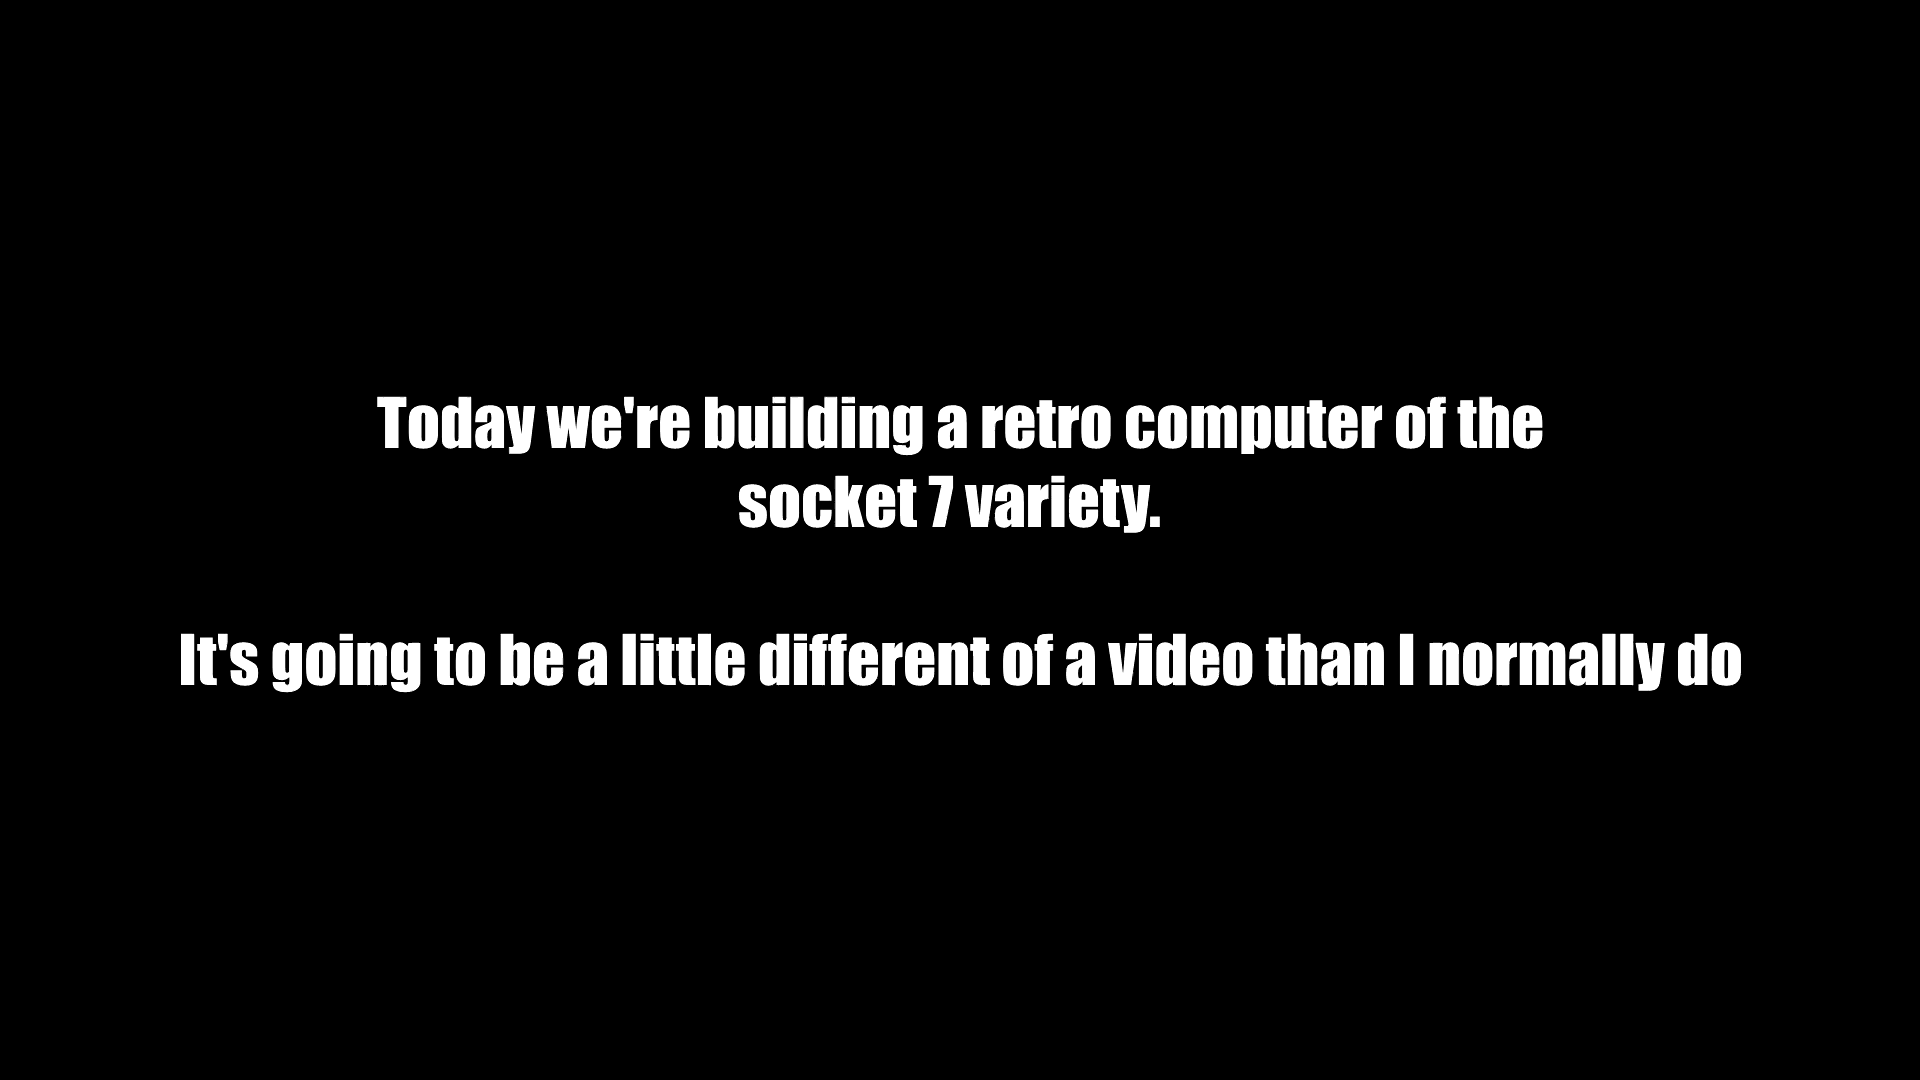 Today we're building a retro computer of the
socket 7 variety.
It's going to be a little different of a video than I normally do